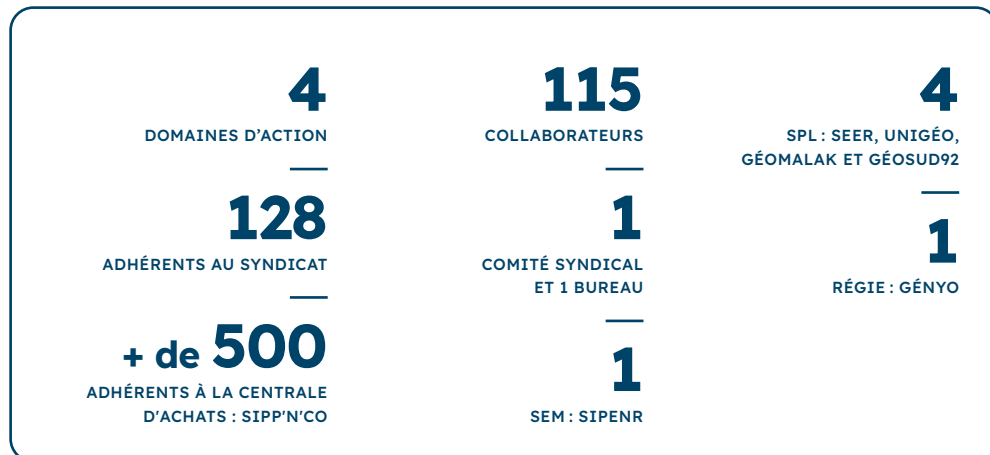 4
DOMAINES D’ACTION
128
ADHÉRENTS AU SYNDICAT
+ de 500
ADHÉRENTS À LA CENTRALE
D'ACHATS : SIPP'N'CO
115
COLLABORATEURS
1
COMITÉ SYNDICAL
ET 1 BUREAU
1
SEM : SIPENR
4
SPL : SEER, UNIGÉO,
GÉOMALAK ET GÉOSUD92
1
RÉGIE : GÉNYO